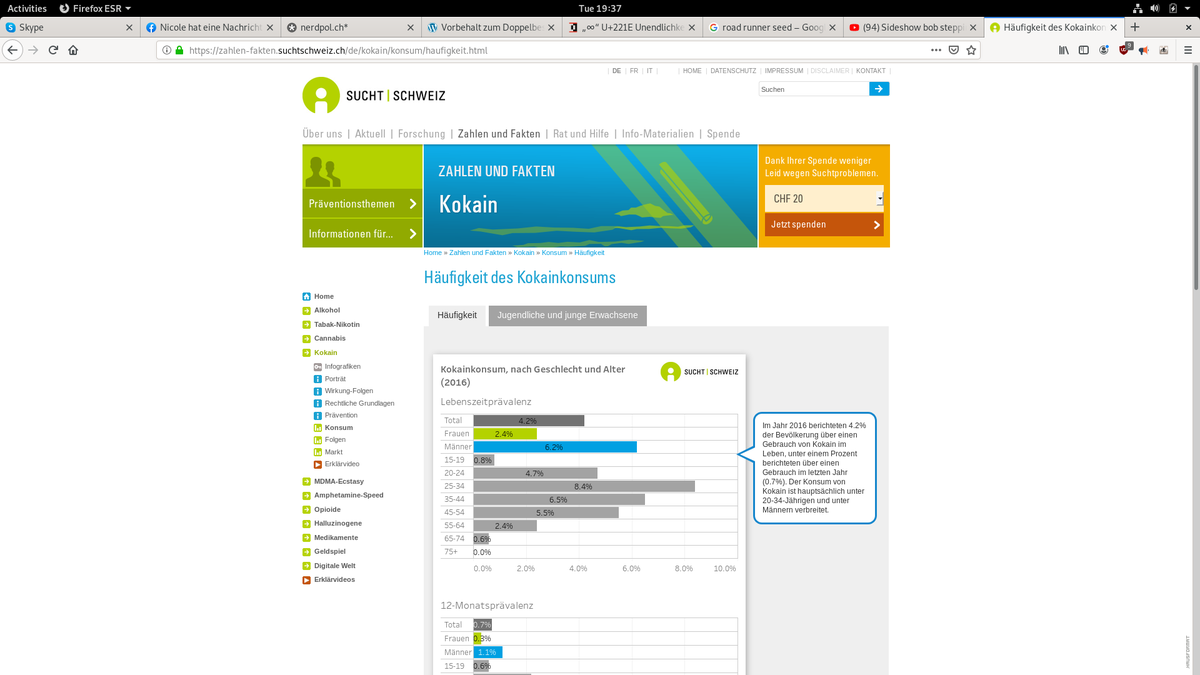 Activities Firefox ESR Tue 19:37
Skype Nicole hat eine Nachricht nerdpol.ch* Vorbehalt zum Doppelbes „∞“ U+221E Unendlichke road runner seed – Goog (94) Sideshow bob stepp Häufigkeit des Kokainkon
https://zahlen-fakten.suchtschweiz.ch/de/kokain/konsum/haufigkeit.html
DE | FR | IT | HOME | DATENSCHUTZ | IMPRESSUM | DISCLAIMER | KONTAKT |
SUCHT | SCHWEIZ
Suchen
Über uns | Aktuell | Forschung | Zahlen und Fakten | Rat und Hilfe | Info-Materialien | Spende
Präventionsthemen
Informationen für...
ZAHLEN UND FAKTEN
Kokain
Dank Ihrer Spende weniger
Leid wegen Suchtproblemen.
CHF 20
Jetzt spenden
Home » Zahlen und Fakten » Kokain » Konsum » Häufigkeit
Häufigkeit des Kokainkonsums
Home
Alkohol
Tabak-Nikotin
Cannabis
Kokain
Infografiken
Porträt
Wirkung-Folgen
Rechtliche Grundlagen
Prävention
Konsum
Folgen
Markt
Erklärvideo
MDMA-Ecstasy
Amphetamine-Speed
Opioide
Halluzinogene
Medikamente
Geldspiel
Digitale Welt
Erklärvideos
Häufigkeit Jugendliche und junge Erwachsene
Kokainkonsum, nach Geschlecht und Alter
(2016)
SUCHT | SCHWEIZ
Lebenszeitprävalenz
Total 4.2%
Frauen 2.4%
Männer 6.2%
15-19 0.8%
20-24 4.7%
25-34 8.4%
35-44 6.5%
45-54 5.5%
55-64 2.4%
65-74 0.6%
75+ 0.0%
0.0% 2.0% 4.0% 6.0% 8.0% 10.0%
12-Monatsprävalenz
Total 0.7%
Frauen 0.3%
Männer 1.1%
15-19 0.6%
Im Jahr 2016 berichteten 4.2%
der Bevölkerung über einen
Gebrauch von Kokain im
Leben, unter einem Prozent
berichteten über einen
Gebrauch im letzten Jahr
(0.7%). Der Konsum von
Kokain ist hauptsächlich unter
20-34-Jährigen und unter
Männern verbreitet.